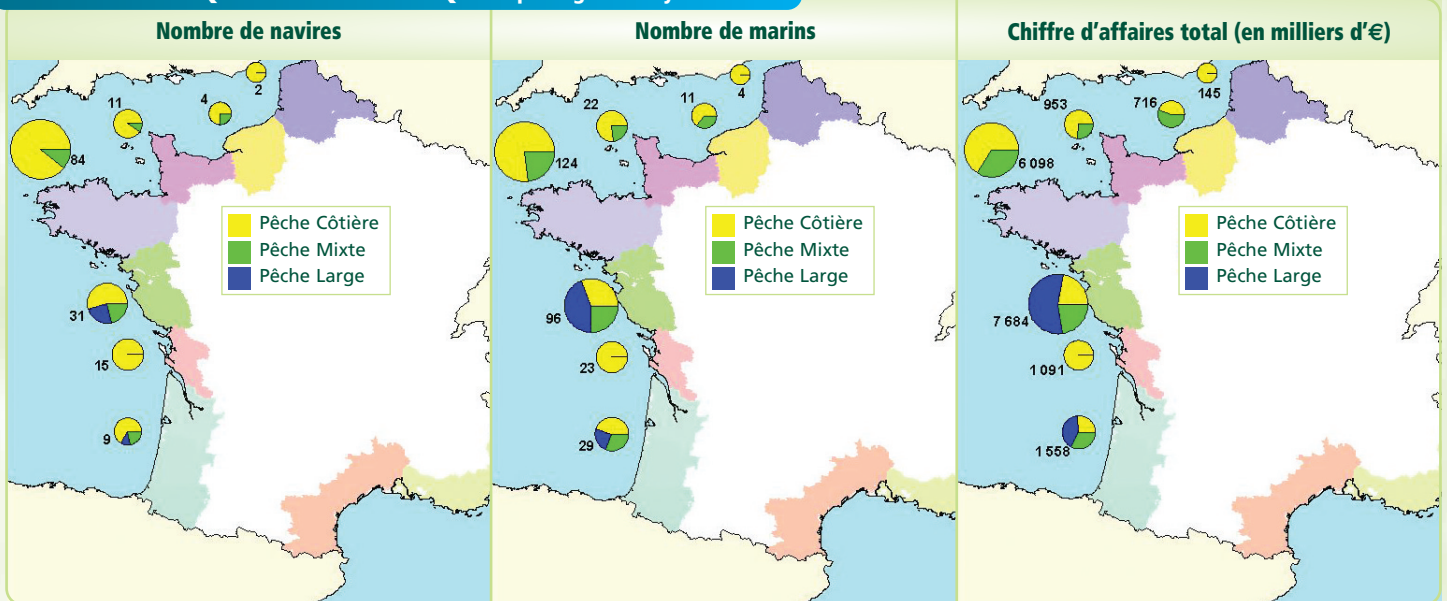 Nombre de navires
2
4
11
84
Pêche Côtière
Pêche Mixte
Pêche Large
31
15
9
Nombre de marins
4
11
22
124
Pêche Côtière
Pêche Mixte
Pêche Large
96
23
29
Chiffre d'affaires total (en milliers d'€)
145
716
953
6 098
Pêche Côtière
Pêche Mixte
Pêche Large
7 684
1 091
1 558